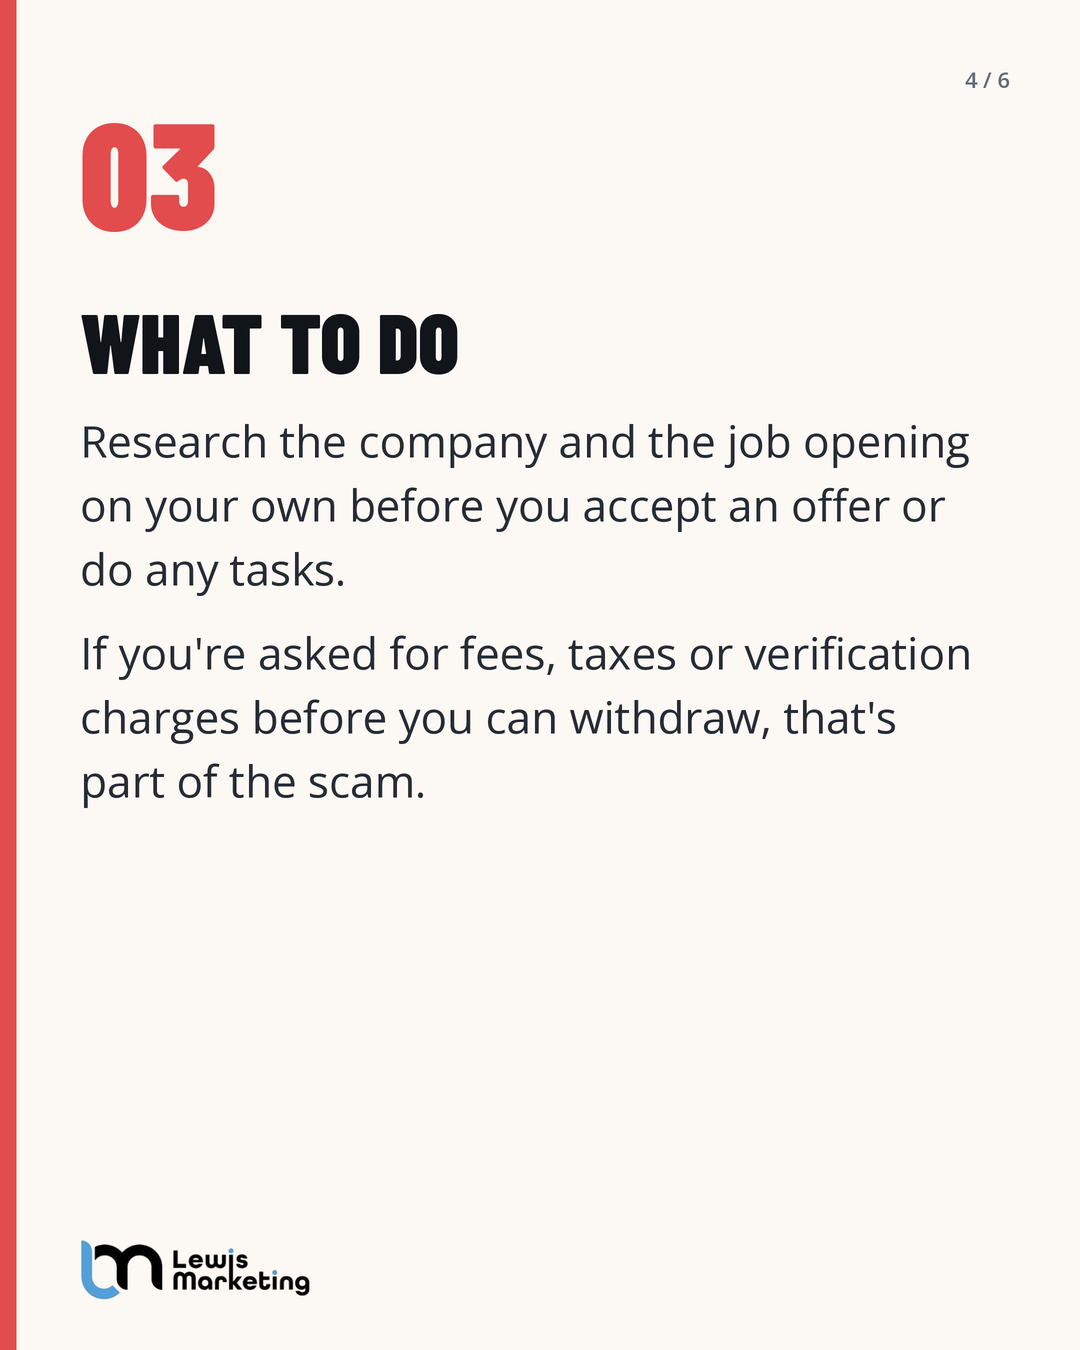 4 / 6
03
WHAT TO DO
Research the company and the job opening
on your own before you accept an offer or
do any tasks.
If you're asked for fees, taxes or verification
charges before you can withdraw, that's
part of the scam.
Lewis
Marketing